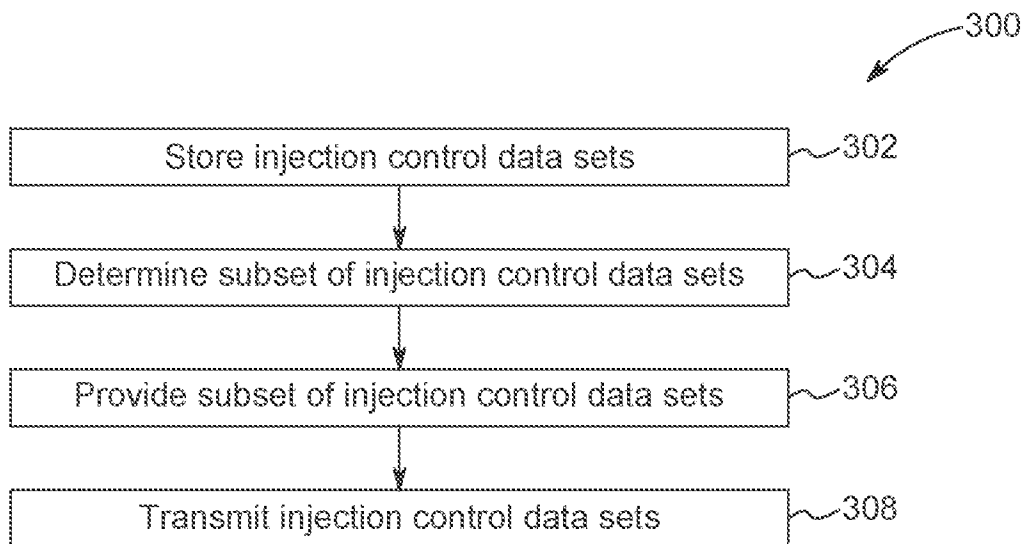 300
Store injection control data sets
302
Determine subset of injection control data sets
304
Provide subset of injection control data sets
306
Transmit injection control data sets
308